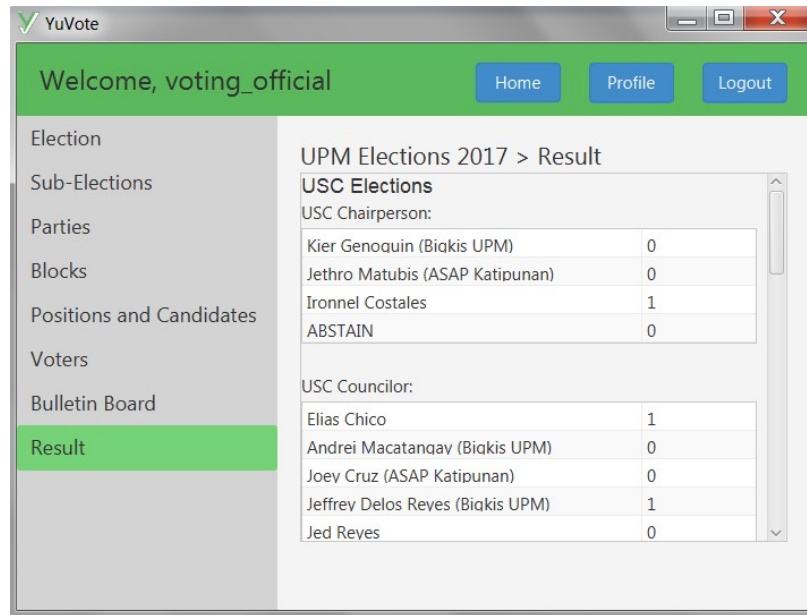 YuVote
Welcome, voting_official
Home
Profile
Logout
Election
Sub-Elections
Parties
Blocks
Positions and Candidates
Voters
Bulletin Board
Result
UPM Elections 2017 > Result
USC Elections
USC Chairperson:
Kier Genoquin (Bigkis UPM) 0
Jethro Matubis (ASAP Katipunan) 0
Ironnel Costales 1
ABSTAIN 0
USC Councilor:
Elias Chico 1
Andrei Macatangay (Bigkis UPM) 0
Joey Cruz (ASAP Katipunan) 0
Jeffrey Delos Reyes (Bigkis UPM) 1
Jed Reyes 0